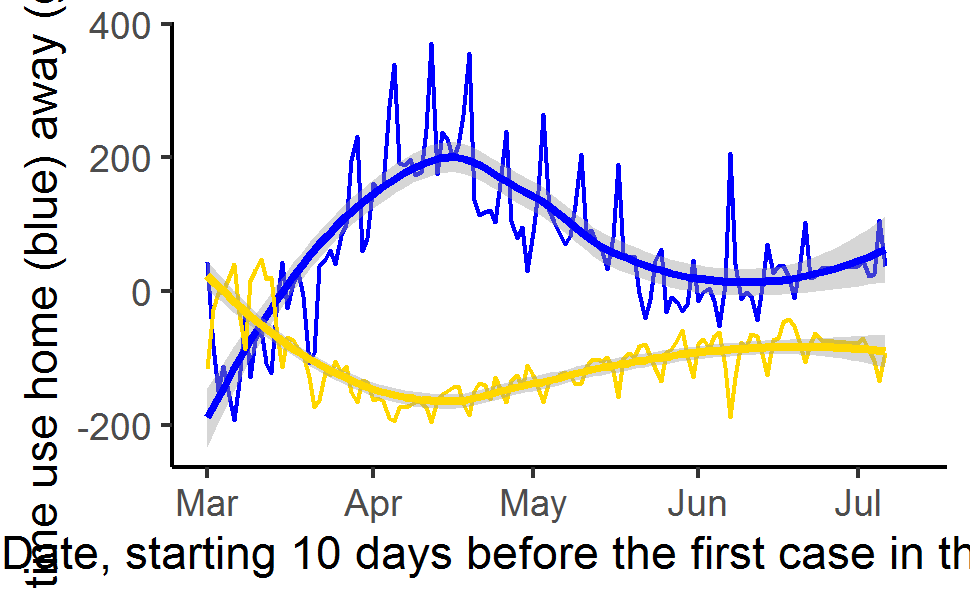 time use home (blue) away (
400
200
0
-200
Mar Apr May Jun Jul
Date, starting 10 days before the first case in th